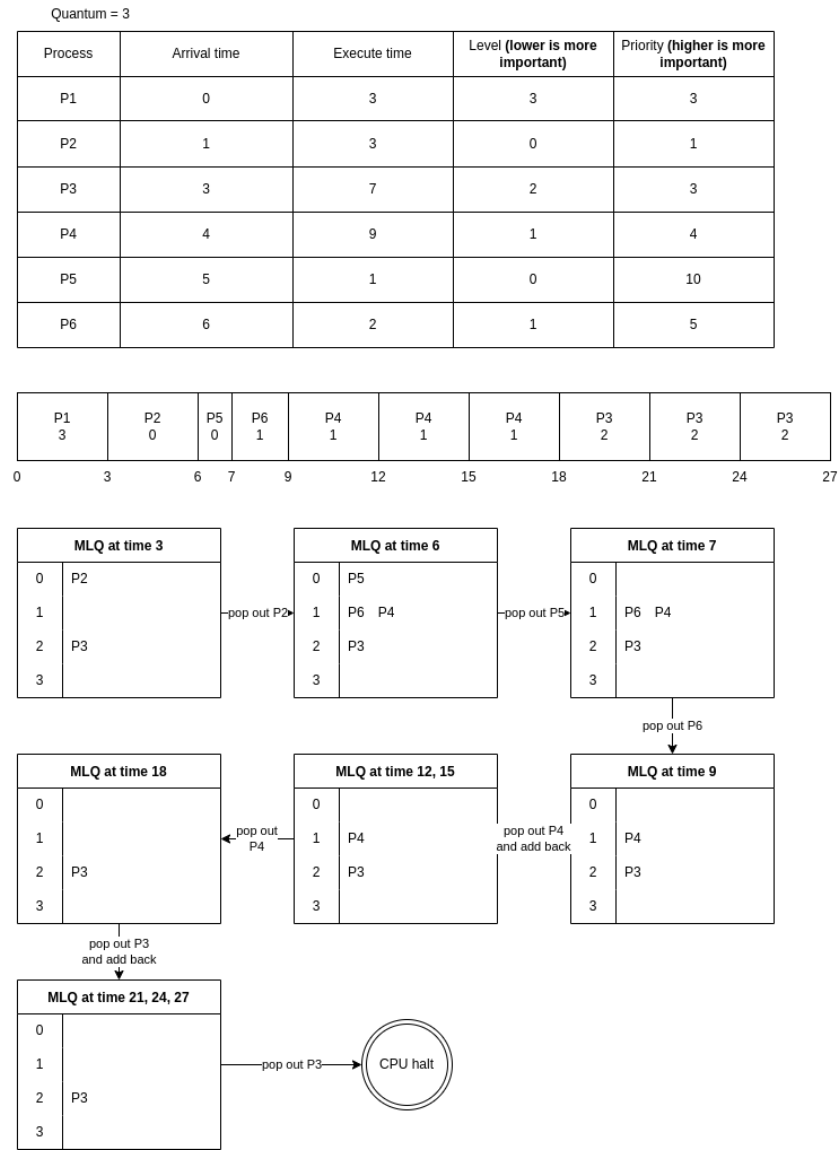 Quantum = 3
Process Arrival time Execute time Level (lower is more important) Priority (higher is more important)
P1 0 3 3 3
P2 1 3 0 1
P3 3 7 2 3
P4 4 9 1 4
P5 5 1 0 10
P6 6 2 1 5
P1 P2 P5 P6 P4 P4 P4 P3 P3 P3
3 0 0 1 1 1 1 2 2 2
0 3 6 7 9 12 15 18 21 24 27
MLQ at time 3
0 P2
1
2 P3
3
pop out P2
MLQ at time 6
0 P5
1 P6 P4
2 P3
3
pop out P5
MLQ at time 7
0
1 P6 P4
2 P3
3
pop out P6
MLQ at time 9
0
1 P4
2 P3
3
pop out P4
and add back
MLQ at time 12, 15
0
1 P4
2 P3
3
pop out
P4
MLQ at time 18
0
1
2 P3
3
pop out P3
and add back
MLQ at time 21, 24, 27
0
1
2 P3
3
pop out P3
CPU halt